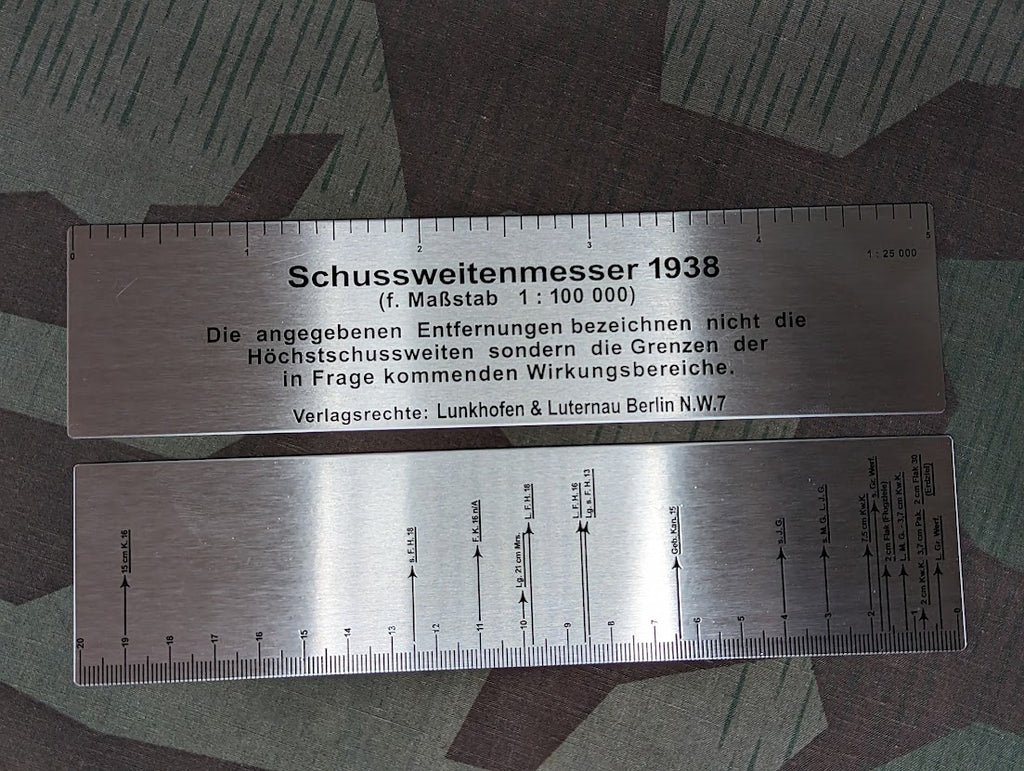 0 1 2 3 4 5
1 : 25 000
Schussweitenmesser 1938
(f. Maßstab 1 : 100 000)
Die angegebenen Entfernungen bezeichnen nicht die
Höchstschussweiten sondern die Grenzen der
in Frage kommenden Wirkungsbereiche.
Verlagsrechte: Lunkhofen & Luternau Berlin N.W.7
15 cm K. 16
s. F. H. 18
F. K. 16 n/A
Lg. 21 cm Mrs.
L. F. H. 18
L. F. H. 16
Lg. s. F. H. 13
Geb. Kan. 15
s. J. G.
s. M. G. L. J. G.
7,5 cm Kw.K.
s. Gr. Werf.
2 cm Flak (Flugziele)
L. M. G. 3,7 cm Kw.K.
2 cm Kw.K. 3,7 cm Pak. 2 cm Flak 30
(Erdziel)
L. Gr. Werf.
20 19 18 17 16 15 14 13 12 11 10 9 8 7 6 5 4 3 2 1 0